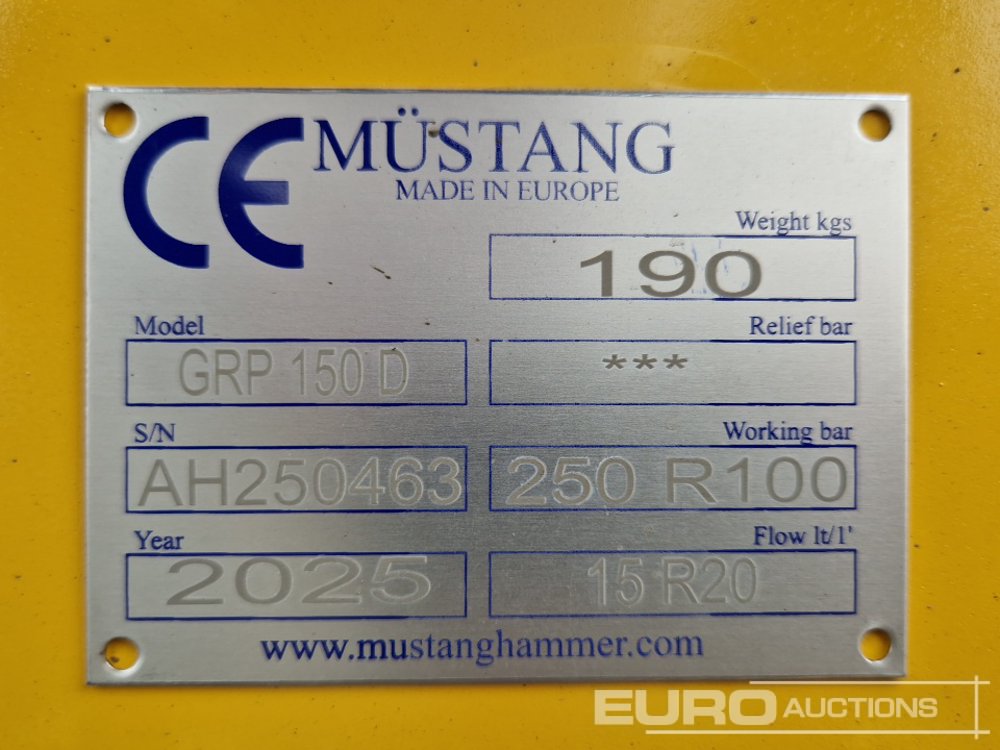 CE MÜSTANG
MADE IN EUROPE
Weight kgs
190
Model
GRP 150 D
Relief bar
***
S/N
AH250463
Working bar
250 R100
Year
2025
Flow lt/1'
15 R20
www.mustanghammer.com
EURO AUCTIONS